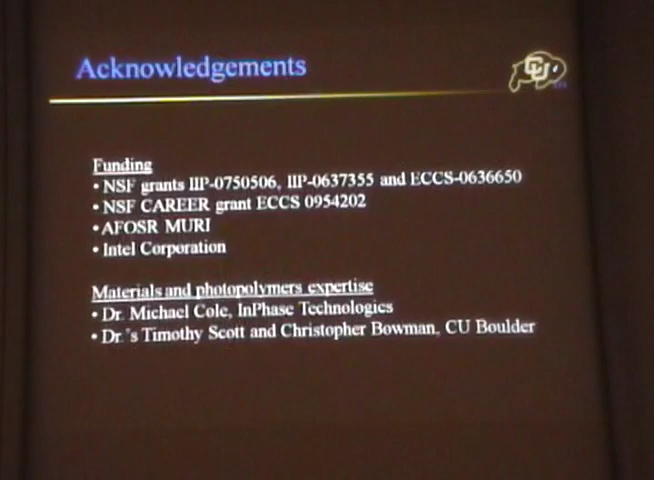 Acknowledgements
CU
Funding
• NSF grants IIP-0750506, IIP-0637355 and ECCS-0636650
• NSF CAREER grant ECCS 0954202
• AFOSR MURI
• Intel Corporation
Materials and photopolymers expertise
• Dr. Michael Cole, InPhase Technologies
• Dr.'s Timothy Scott and Christopher Bowman, CU Boulder